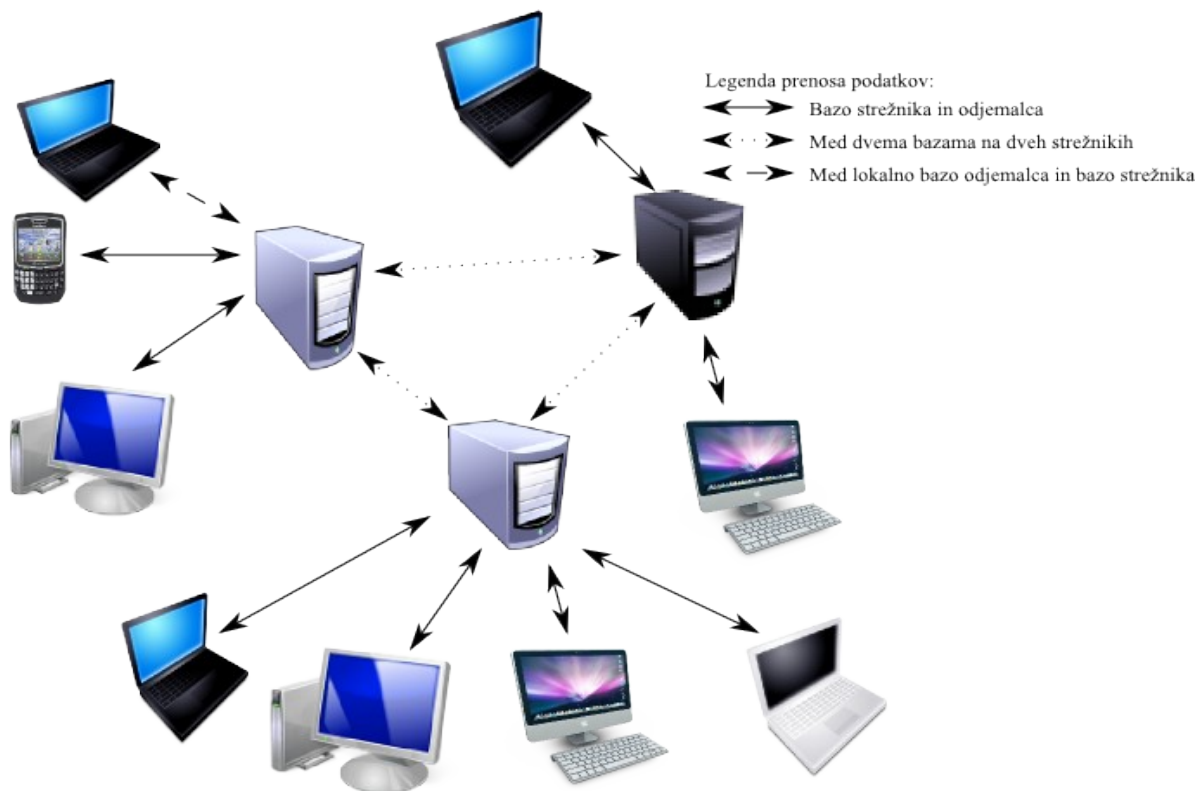 Legenda prenosa podatkov:
Bazo strežnika in odjemalca
Med dvema bazama na dveh strežnikih
Med lokalno bazo odjemalca in bazo strežnika